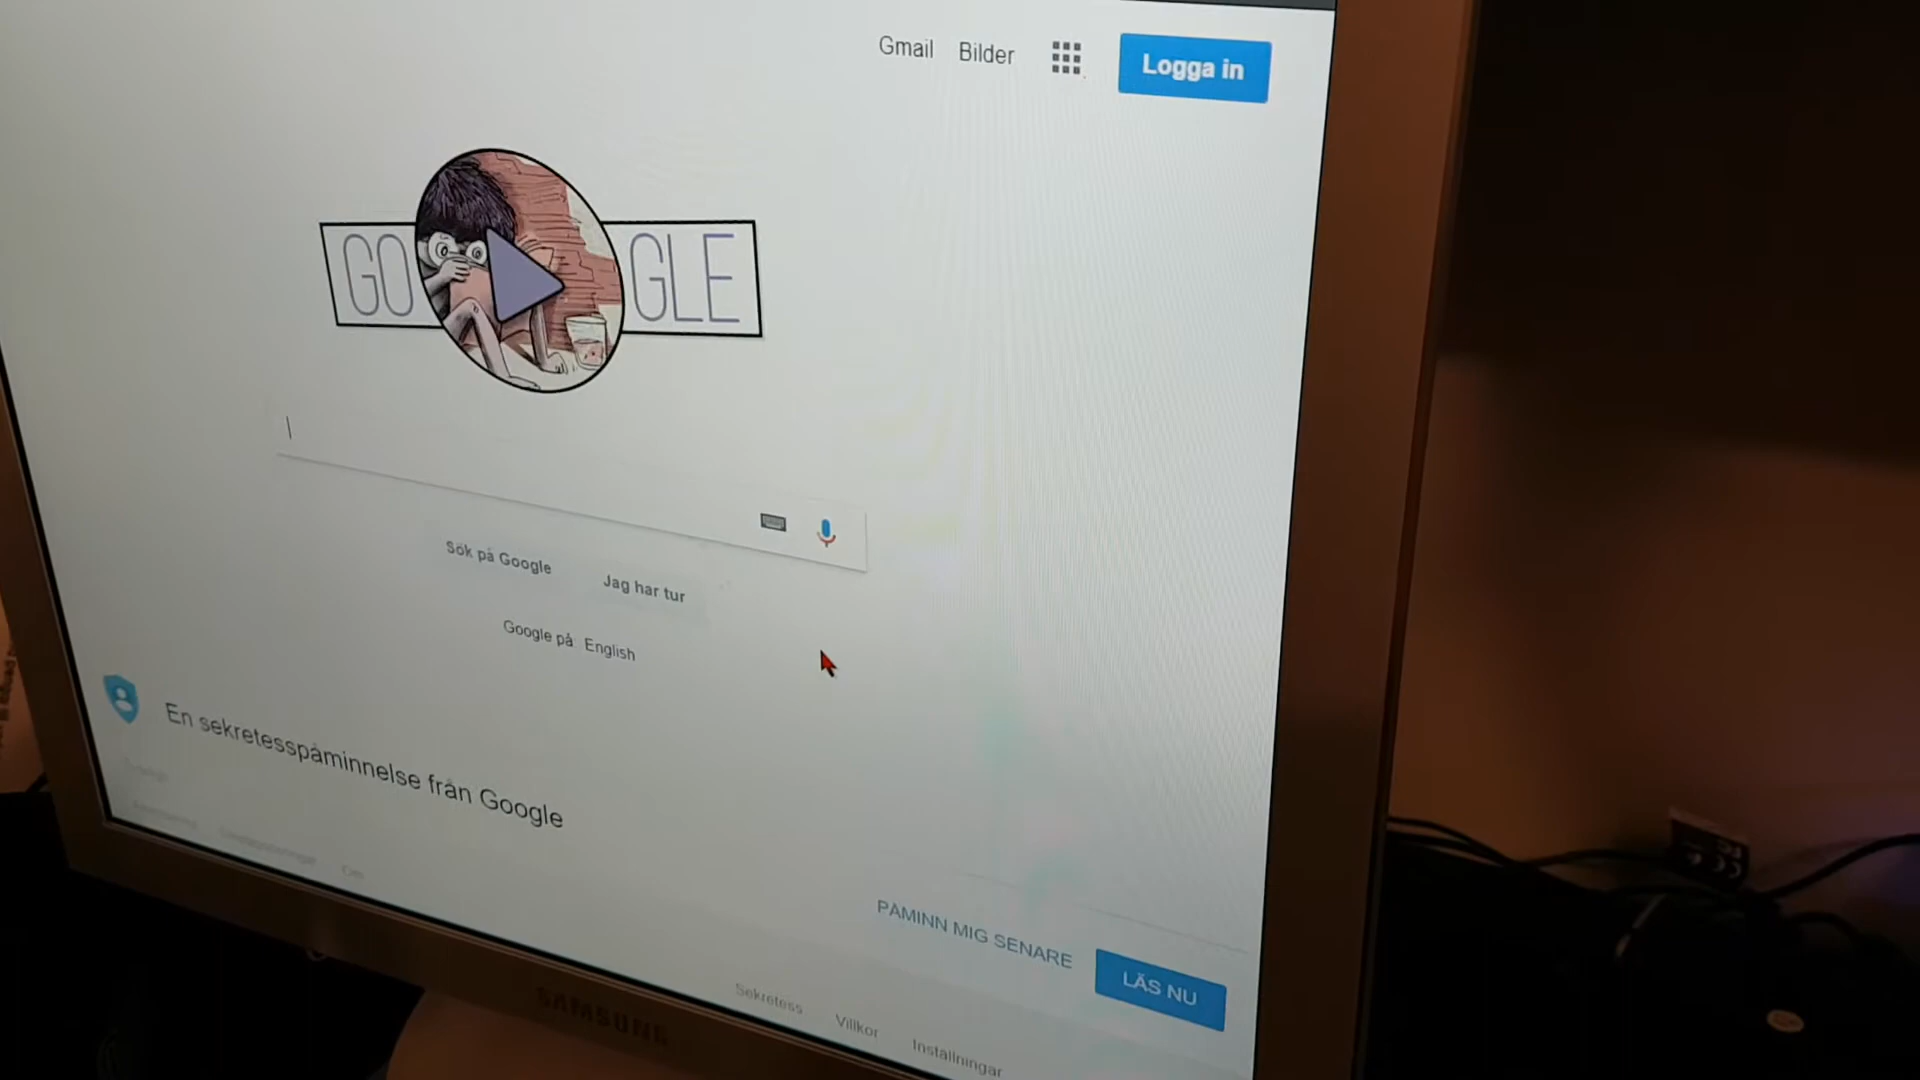 Gmail Bilder Logga in
GO GLE
Sök på Google Jag har tur
Google på: English
En sekretesspåminnelse från Google
PÅMINN MIG SENARE LÄS NU
Sekretess Villkor Inställningar
SAMSUNG